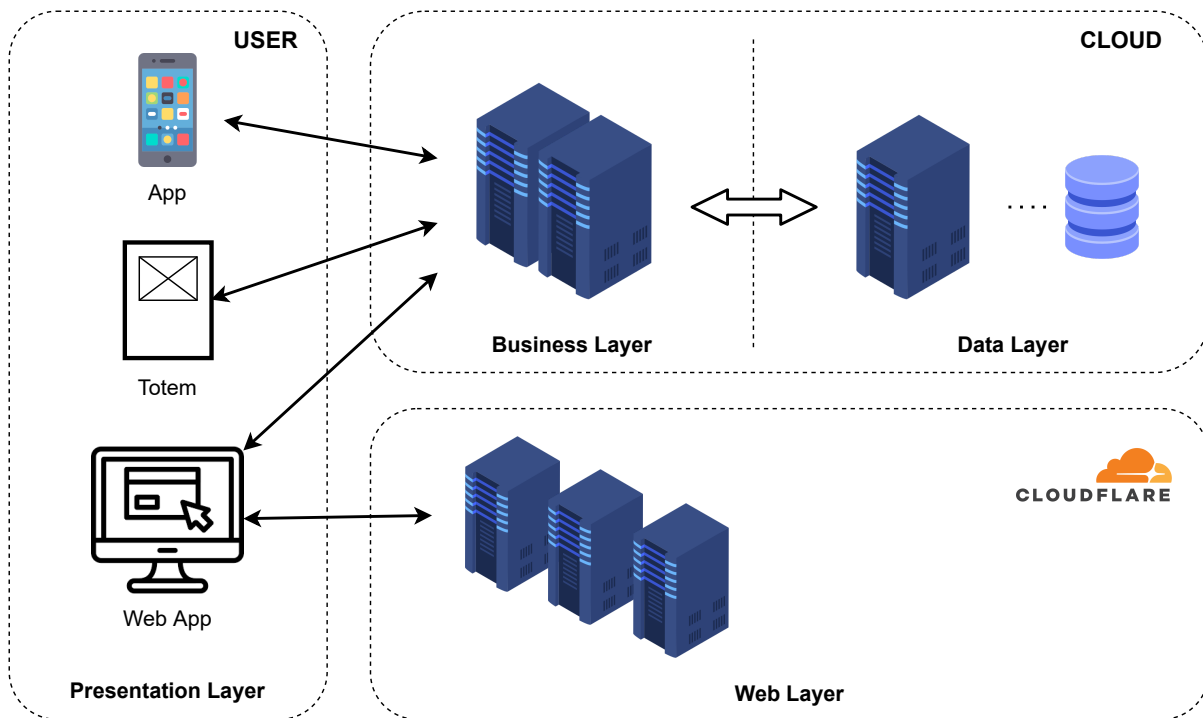 USER
App
Totem
Web App
Presentation Layer
CLOUD
Business Layer
Data Layer
CLOUDFLARE
Web Layer